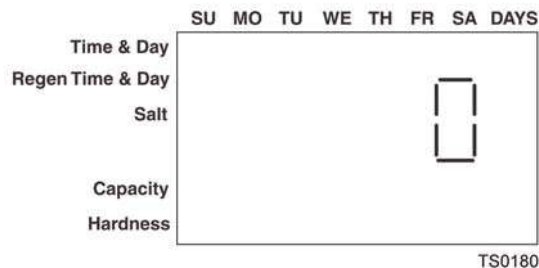 SU MO TU WE TH FR SA DAYS
Time & Day
Regen Time & Day
Salt
0
Capacity
Hardness
TS0180